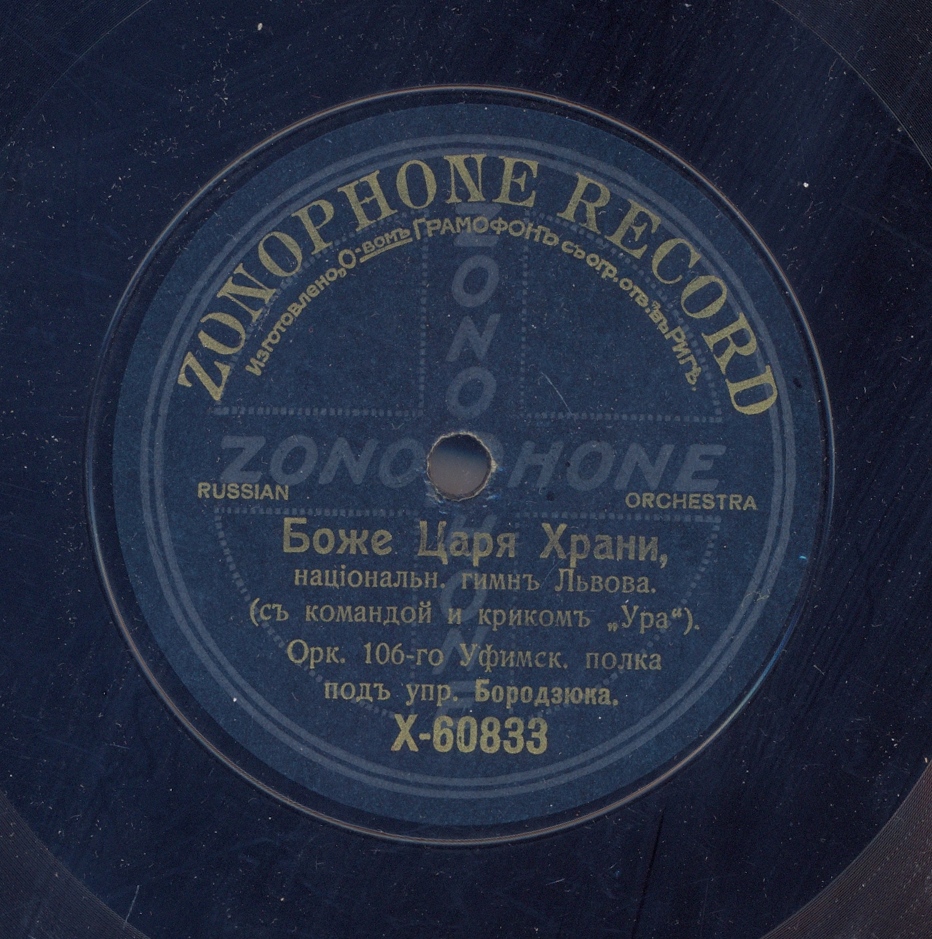 ZONOPHONE RECORD
Изготовлено „О-вомъ ГРАМОФОНЪ съ огр. отв.“ въ Ригѣ.
ZONOPHONE
ZONOPHONE
RUSSIAN
ORCHESTRA
Боже Царя Храни,
національн. гимнъ Львова.
(съ командой и крикомъ „Ура“).
Орк. 106-го Уфимск. полка
подъ упр. Бородзюка.
X-60833